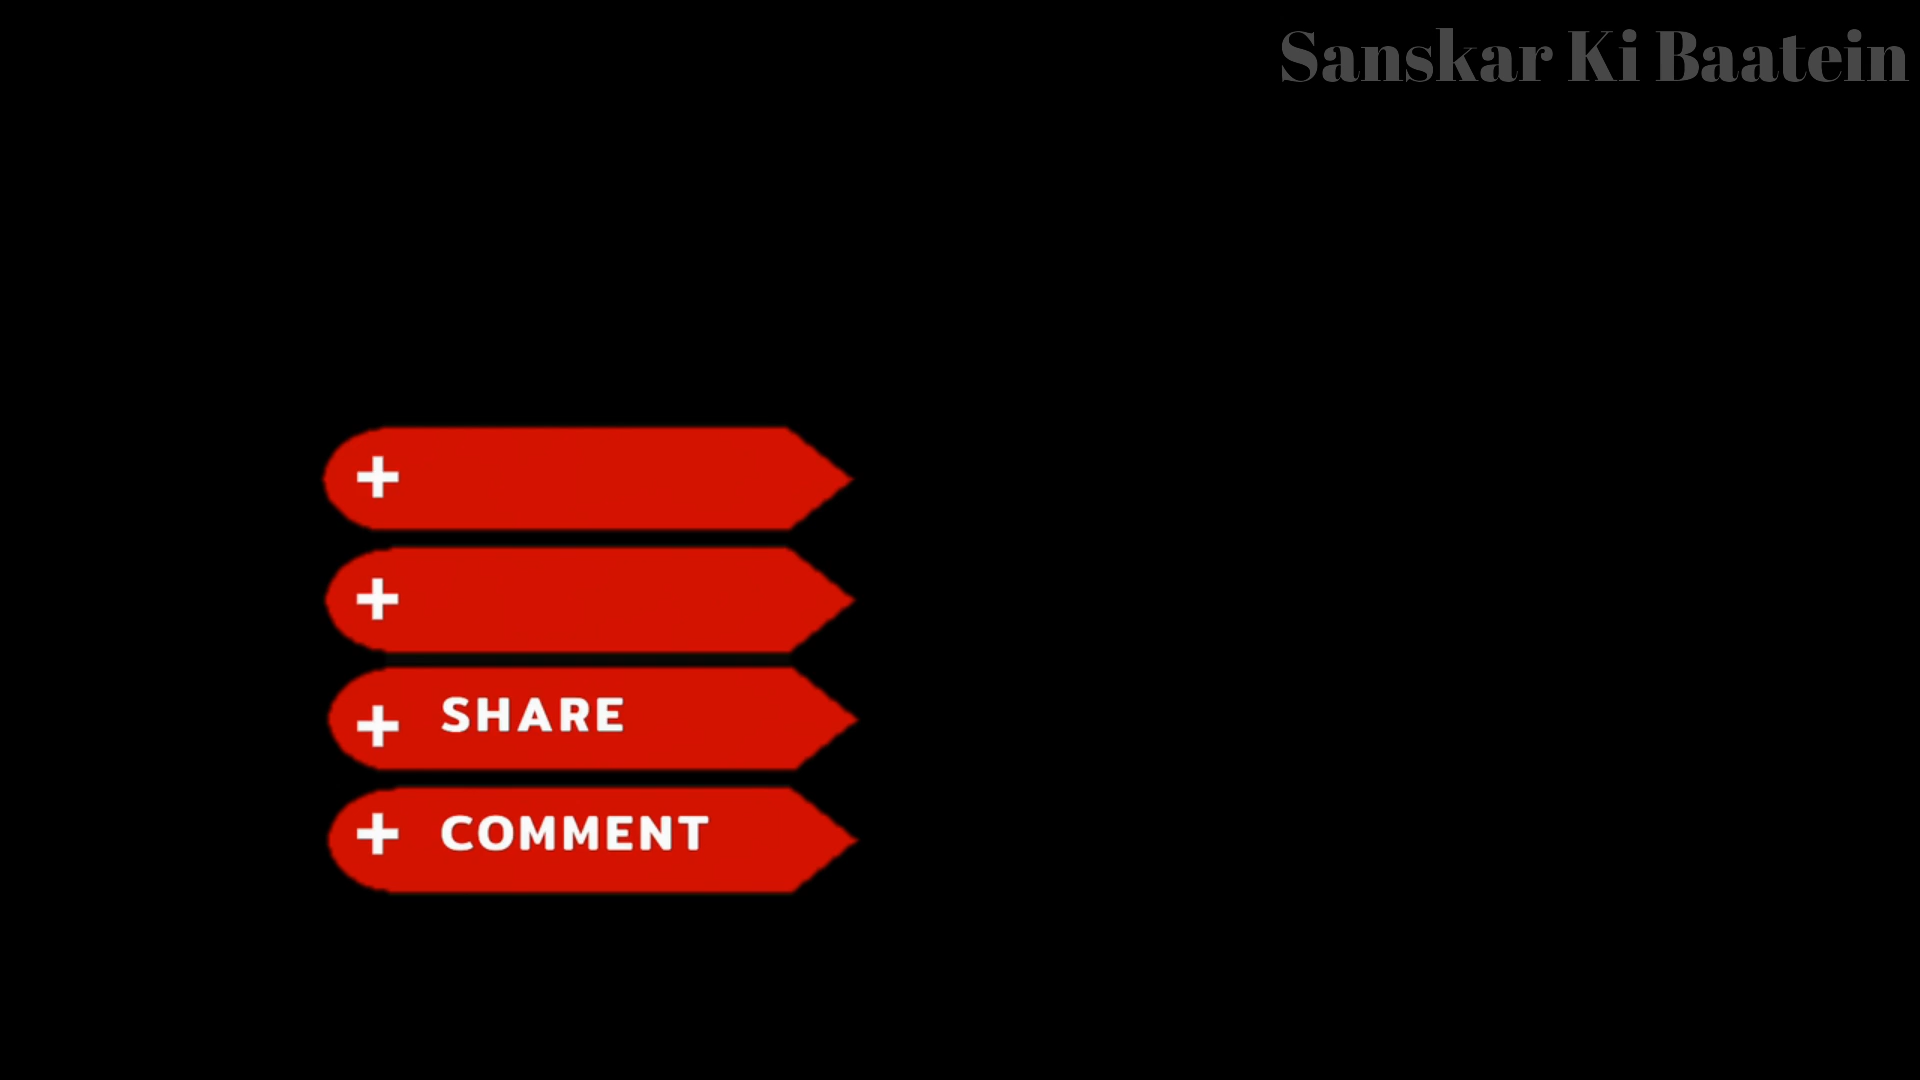 Sanskar Ki Baatein
+
+
+ SHARE
+ COMMENT